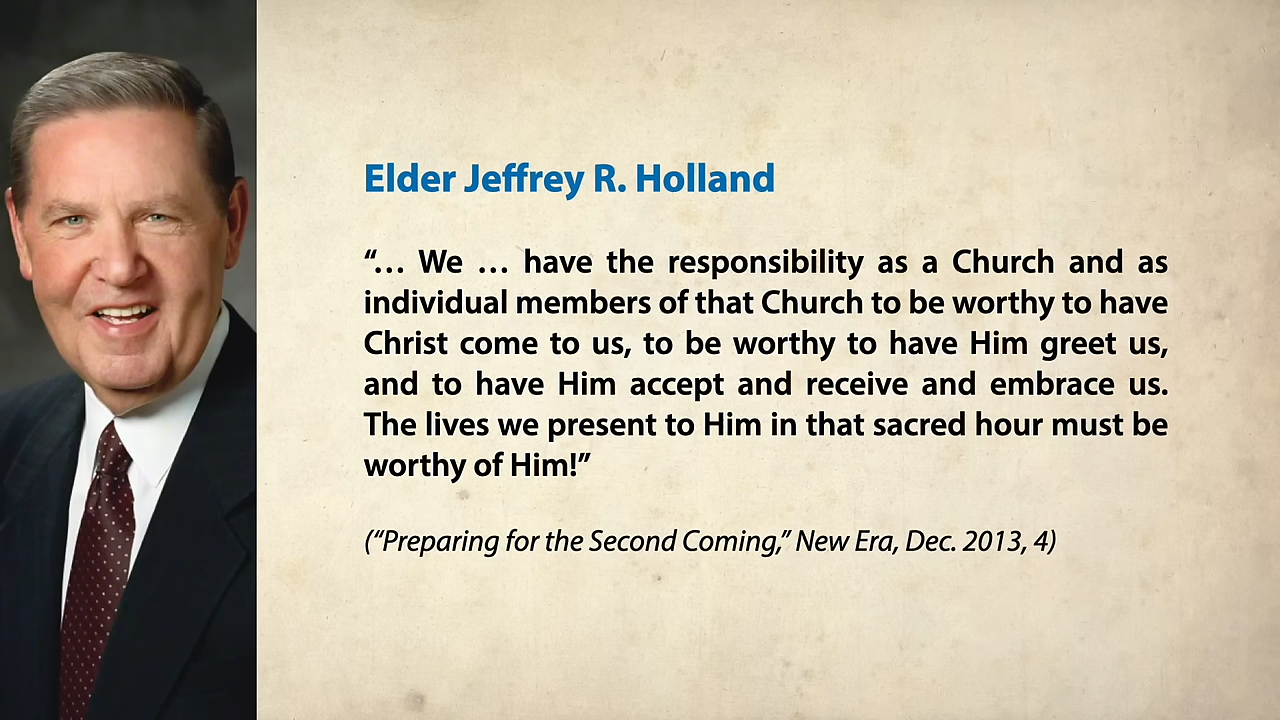 Elder Jeffrey R. Holland
“… We … have the responsibility as a Church and as
individual members of that Church to be worthy to have
Christ come to us, to be worthy to have Him greet us,
and to have Him accept and receive and embrace us.
The lives we present to Him in that sacred hour must be
worthy of Him!”
(“Preparing for the Second Coming,” New Era, Dec. 2013, 4)